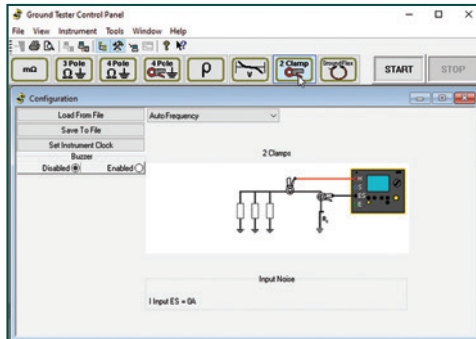 Ground Tester Control Panel
File View Instrument Tools Window Help
mΩ
3 Pole
Ω
4 Pole
Ω
4 Pole
ρ
V
2 Clamp
GroundFlex
START
STOP
Configuration
Load From File
Auto Frequency
Save To File
Set Instrument Clock
Buzzer
Disabled Enabled
2 Clamps
H
S
ES
E
Input Noise
I Input ES = 0A